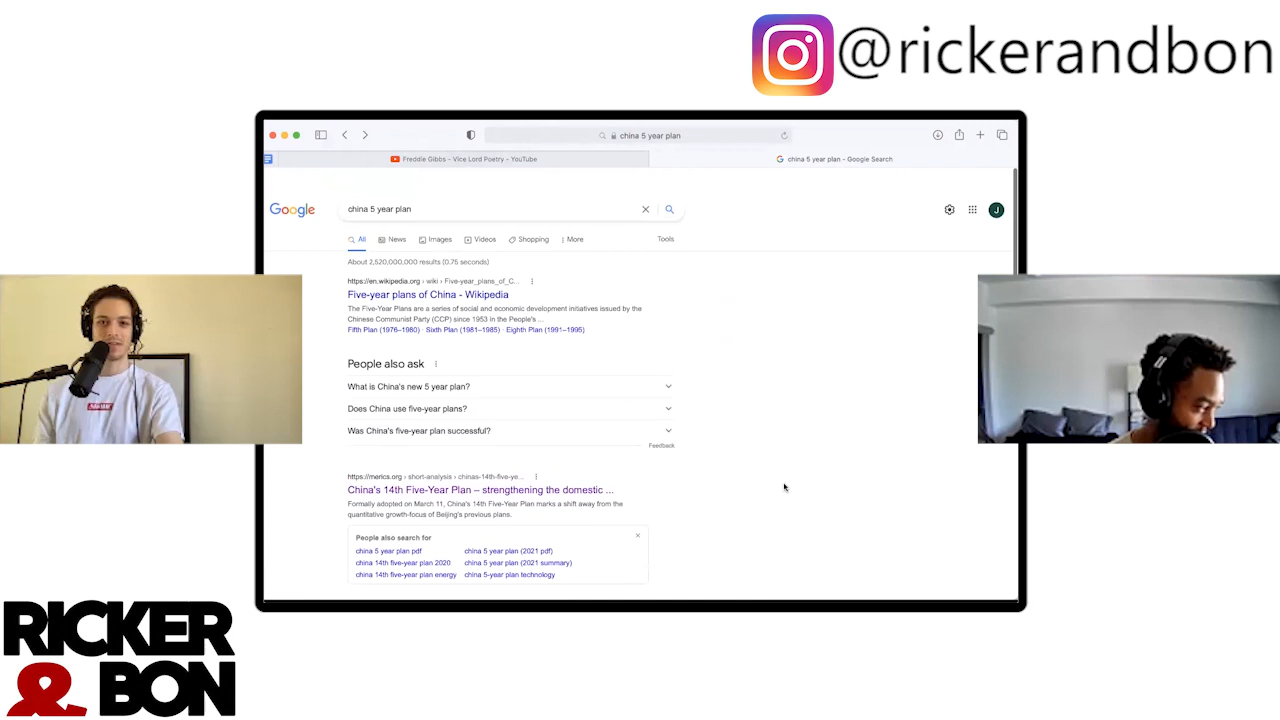 @rickerandbon
china 5 year plan
Freddie Gibbs - Vice Lord Poetry - YouTube
china 5 year plan - Google Search
Google
china 5 year plan
J
All
News
Images
Videos
Shopping
More
Tools
About 2,520,000,000 results (0.75 seconds)
https://en.wikipedia.org › wiki › Five-year_plans_of_C...
Five-year plans of China - Wikipedia
The Five-Year Plans are a series of social and economic development initiatives issued by the
Chinese Communist Party (CCP) since 1953 in the People's ...
Fifth Plan (1976–1980) · Sixth Plan (1981–1985) · Eighth Plan (1991–1995)
People also ask
What is China's new 5 year plan?
Does China use five-year plans?
Was China's five-year plan successful?
Feedback
https://merics.org › short-analysis › chinas-14th-five-ye...
China's 14th Five-Year Plan – strengthening the domestic ...
Formally adopted on March 11, China's 14th Five-Year Plan marks a shift away from the
quantitative growth-focus of Beijing's previous plans.
People also search for
china 5 year plan pdf
china 5 year plan (2021 pdf)
china 14th five-year plan 2020
china 5 year plan (2021 summary)
china 14th five-year plan energy
china 5-year plan technology
RICKER
& BON